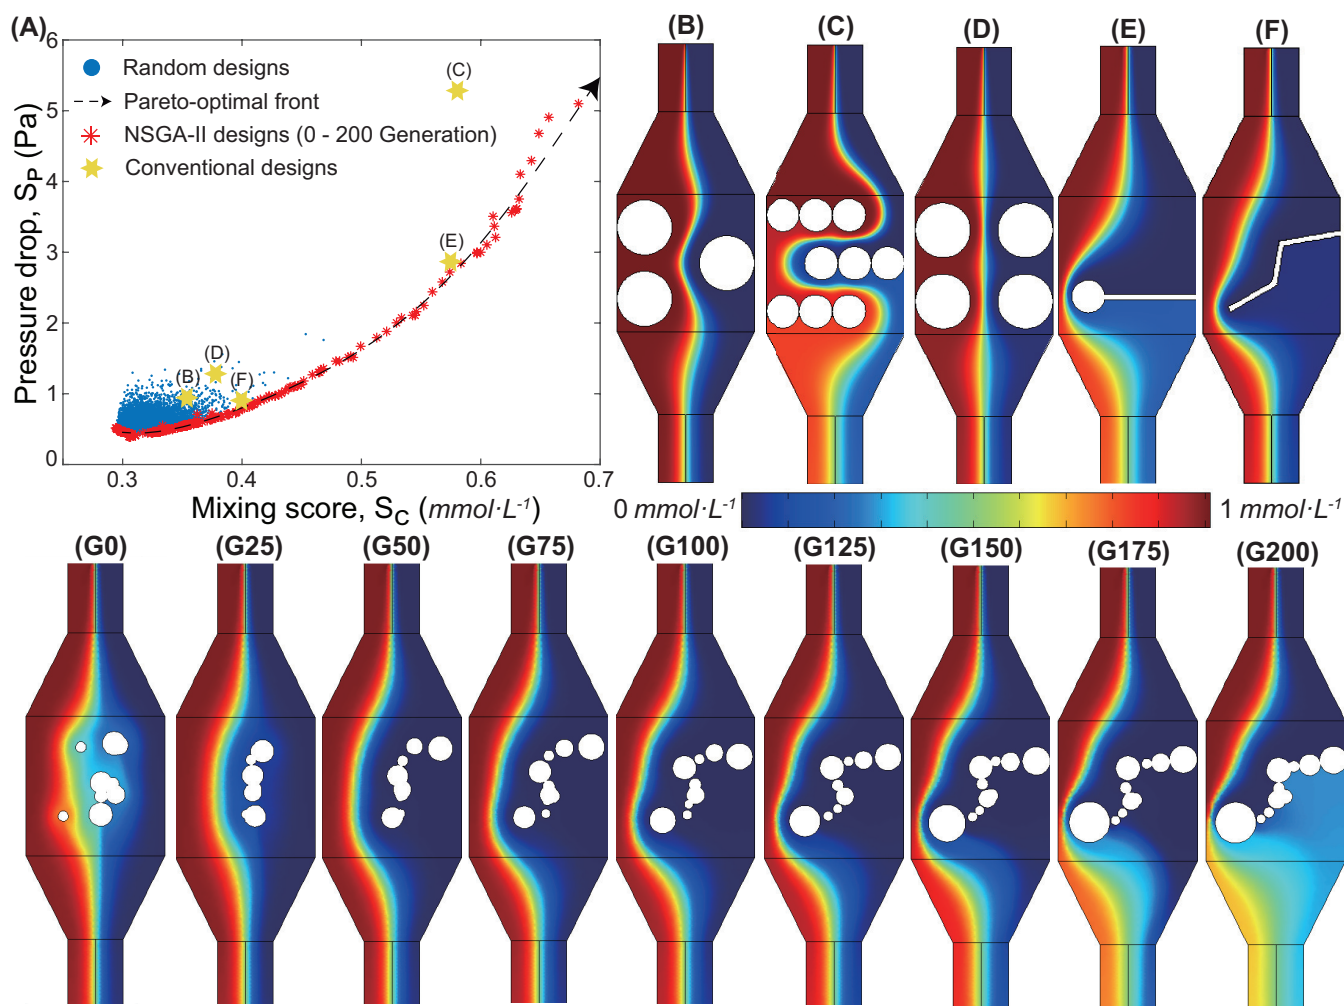 (A)
6
5
4
3
2
1
0
Pressure drop, S_P (Pa)
Random designs
Pareto-optimal front
NSGA-II designs (0 - 200 Generation)
Conventional designs
(C)
(E)
(D)
(B)
(F)
0.3 0.4 0.5 0.6 0.7
Mixing score, S_C (mmol·L⁻¹)
(B) (C) (D) (E) (F)
0 mmol·L⁻¹ 1 mmol·L⁻¹
(G0) (G25) (G50) (G75) (G100) (G125) (G150) (G175) (G200)